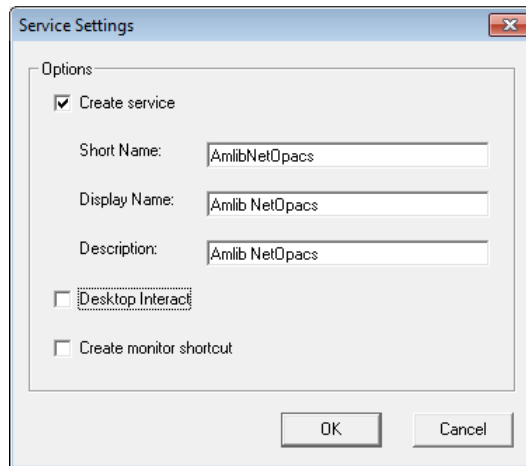 Service Settings
Options
Create service
Short Name: AmlibNetOpacs
Display Name: Amlib NetOpacs
Description: Amlib NetOpacs
Desktop Interact
Create monitor shortcut
OK Cancel